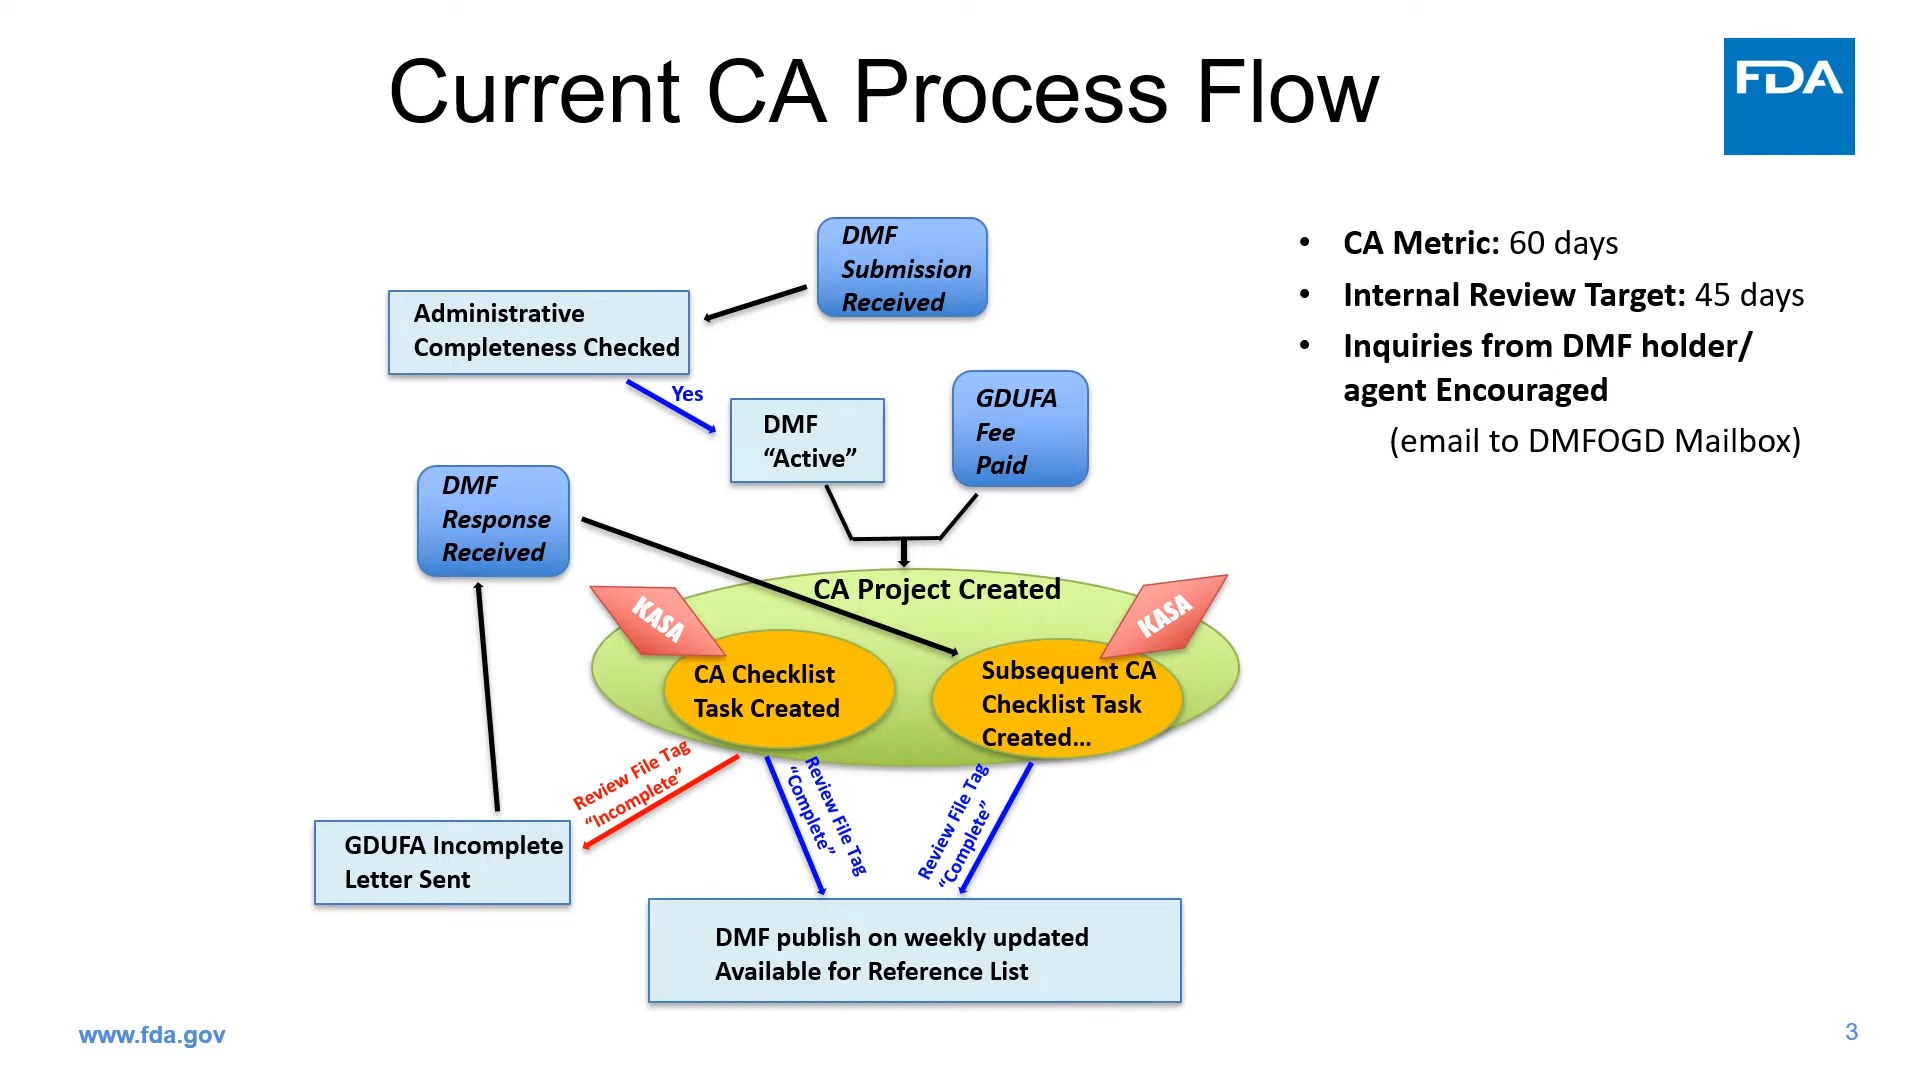 Current CA Process Flow
FDA
DMF
Submission
Received
Administrative
Completeness Checked
Yes
DMF
“Active”
GDUFA
Fee
Paid
DMF
Response
Received
CA Project Created
KASA
KASA
CA Checklist
Task Created
Subsequent CA
Checklist Task
Created...
Review File Tag
“Incomplete”
Review File Tag
“Complete”
Review File Tag
“Complete”
GDUFA Incomplete
Letter Sent
DMF publish on weekly updated
Available for Reference List
• CA Metric: 60 days
• Internal Review Target: 45 days
• Inquiries from DMF holder/
agent Encouraged
(email to DMFOGD Mailbox)
www.fda.gov
3